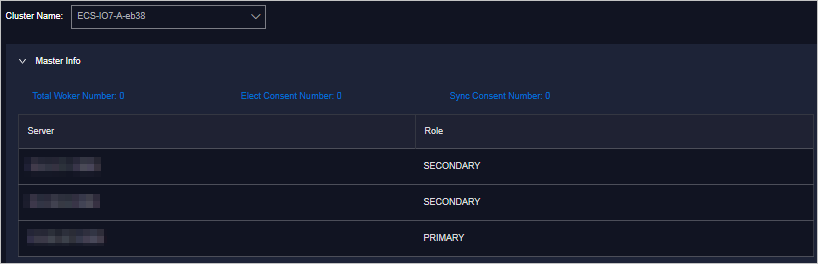 Cluster Name: ECS-IO7-A-eb38
Master Info
Total Woker Number: 0 Elect Consent Number: 0 Sync Consent Number: 0
Server Role
SECONDARY
SECONDARY
PRIMARY